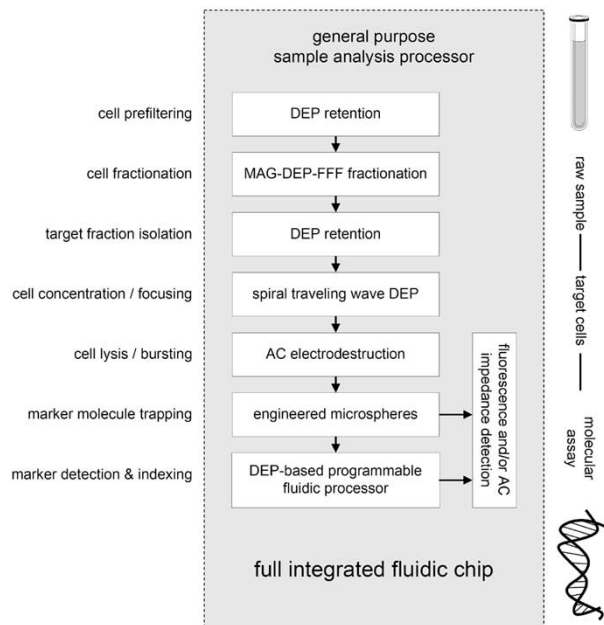 general purpose
sample analysis processor
cell prefiltering
DEP retention
cell fractionation
MAG-DEP-FFF fractionation
target fraction isolation
DEP retention
cell concentration / focusing
spiral traveling wave DEP
cell lysis / bursting
AC electrodestruction
marker molecule trapping
engineered microspheres
marker detection & indexing
DEP-based programmable
fluidic processor
fluorescence and/or AC
impedance detection
full integrated fluidic chip
raw sample
target cells
molecular
assay